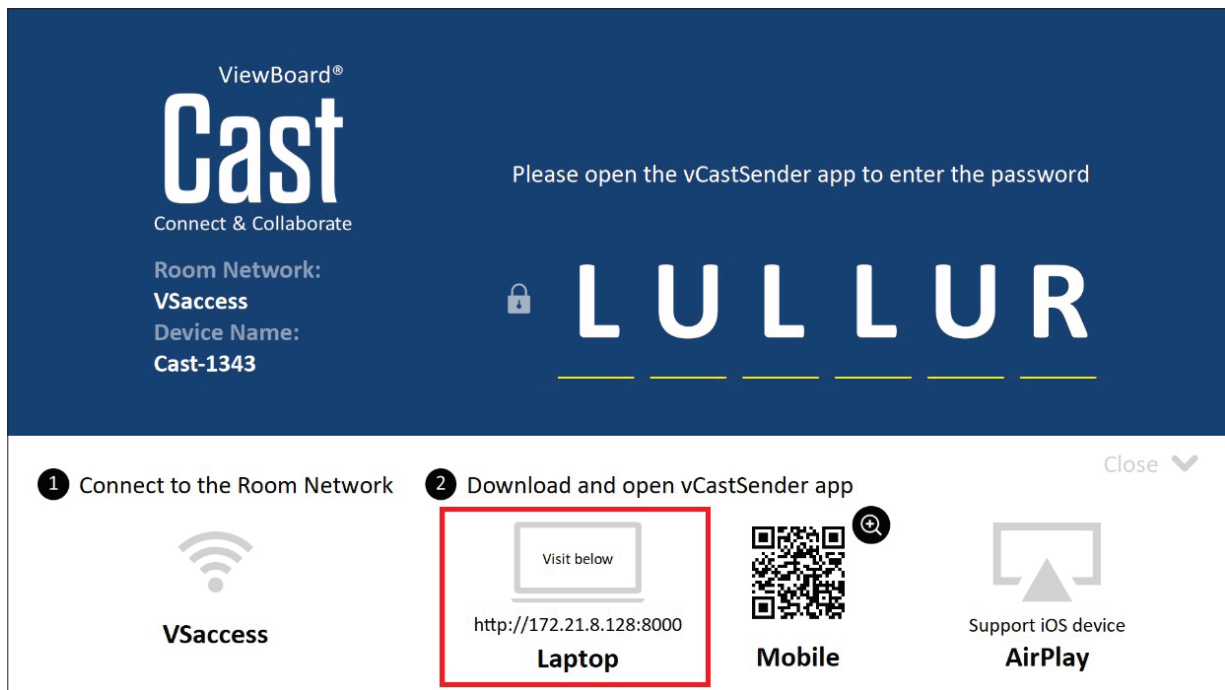 ViewBoard®
Cast
Connect & Collaborate
Room Network:
VSaccess
Device Name:
Cast-1343
Please open the vCastSender app to enter the password
LULLUR
Close
1 Connect to the Room Network
VSaccess
2 Download and open vCastSender app
Visit below
http://172.21.8.128:8000
Laptop
Mobile
Support iOS device
AirPlay